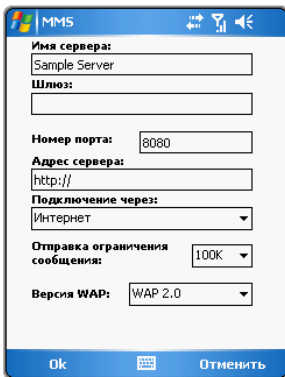 MMS
Имя сервера:
Sample Server
Шлюз:
Номер порта: 8080
Адрес сервера:
http://
Подключение через:
Интернет
Отправка ограничения
сообщения: 100K
Версия WAP: WAP 2.0
Ok Отменить